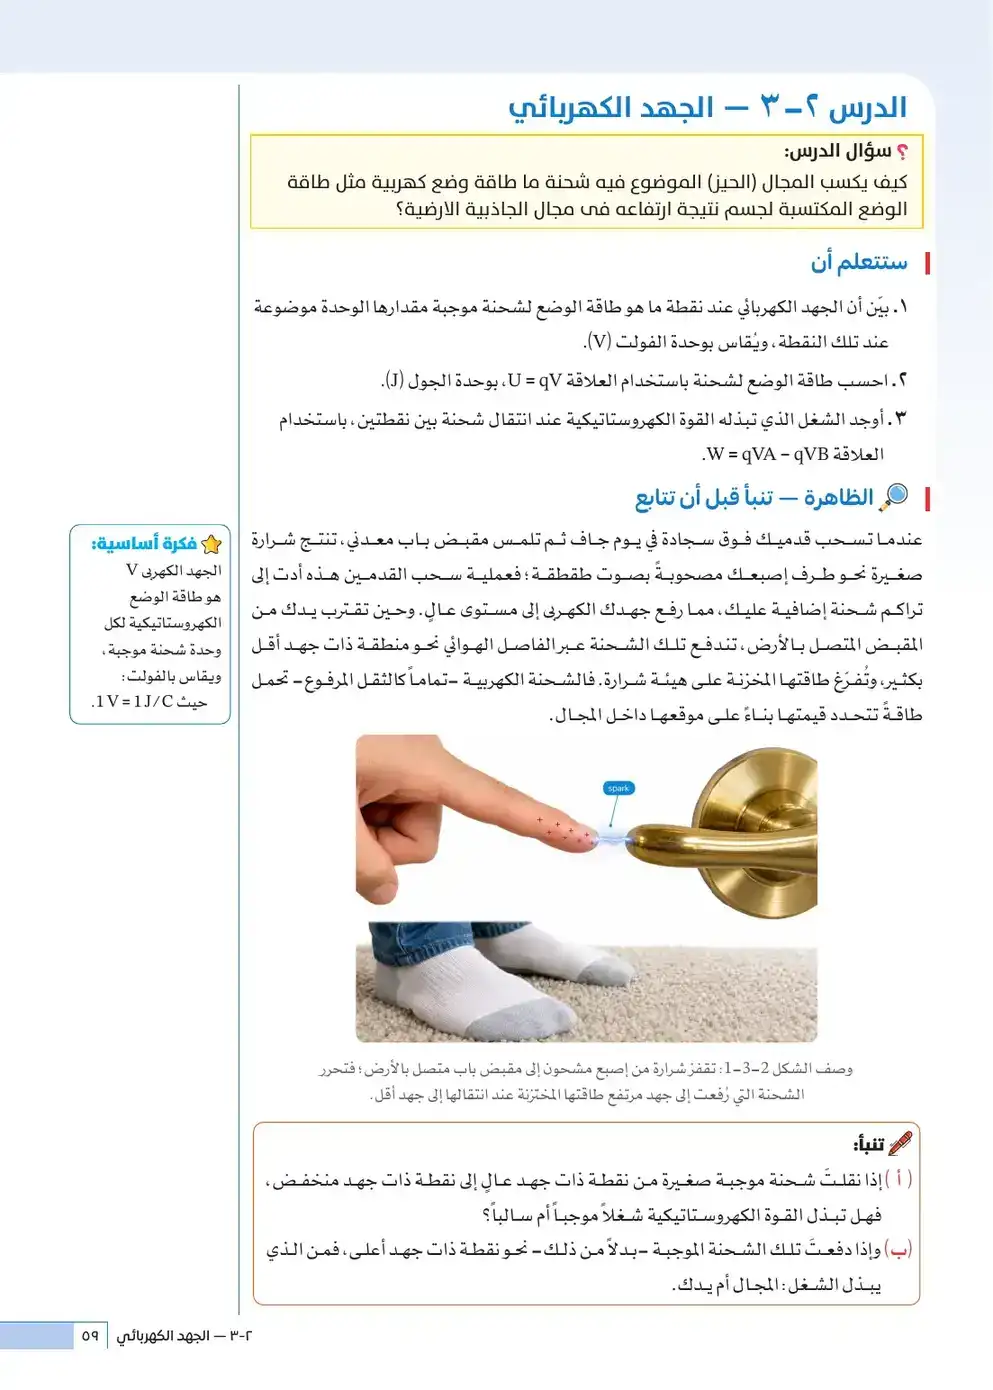 الدرس ٢-٣ — الجهد الكهربائي
؟ سؤال الدرس:
كيف يكسب المجال (الحيز) الموضوع فيه شحنة ما طاقة وضع كهربية مثل طاقة
الوضع المكتسبة لجسم نتيجة ارتفاعه فى مجال الجاذبية الارضية؟
ستتعلم أن
١. بيّن أن الجهد الكهربائي عند نقطة ما هو طاقة الوضع لشحنة موجبة مقدارها الوحدة موضوعة
عند تلك النقطة، ويُقاس بوحدة الفولت (V).
٢. احسب طاقة الوضع لشحنة باستخدام العلاقة U = qV، بوحدة الجول (J).
٣. أوجد الشغل الذي تبذله القوة الكهروستاتيكية عند انتقال شحنة بين نقطتين، باستخدام
العلاقة W = qVA – qVB.
الظاهرة — تنبأ قبل أن تتابع
عندما تسحب قدميك فوق سجادة في يوم جاف ثم تلمس مقبض باب معدني، تنتج شرارة
صغيرة نحو طرف إصبعك مصحوبةً بصوت طقطقة؛ فعملية سحب القدمين هذه أدت إلى
تراكم شحنة إضافية عليك، مما رفع جهدك الكهربى إلى مستوى عالٍ. وحين تقترب يدك من
المقبض المتصل بالأرض، تندفع تلك الشحنة عبر الفاصل الهوائي نحو منطقة ذات جهد أقل
بكثير، وتُفرّغ طاقتها المخزنة على هيئة شرارة. فالشحنة الكهربية –تماماً كالثقل المرفوع– تحمل
طاقةً تتحدد قيمتها بناءً على موقعها داخل المجال.
فكرة أساسية:
الجهد الكهربى V
هو طاقة الوضع
الكهروستاتيكية لكل
وحدة شحنة موجبة،
ويقاس بالفولت:
حيث 1 V = 1 J / C.
spark
وصف الشكل 2–3–1: تقفز شرارة من إصبع مشحون إلى مقبض باب متصل بالأرض؛ فتحرر
الشحنة التي رُفعت إلى جهد مرتفع طاقتها المختزنة عند انتقالها إلى جهد أقل.
تنبأ:
(أ) إذا نقلتَ شحنة موجبة صغيرة من نقطة ذات جهد عالٍ إلى نقطة ذات جهد منخفض،
فهل تبذل القوة الكهروستاتيكية شغلاً موجباً أم سالباً؟
(ب) وإذا دفعتَ تلك الشحنة الموجبة –بدلاً من ذلك– نحو نقطة ذات جهد أعلى، فمن الذي
يبذل الشغل: المجال أم يدك.
٢-٣ — الجهد الكهربائي
٥٩